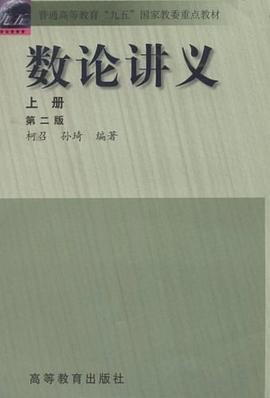 九五
普通高等教育“九五”国家教委重点教材
数论讲义
上册
第二版
柯召 孙琦 编著
高等教育出版社